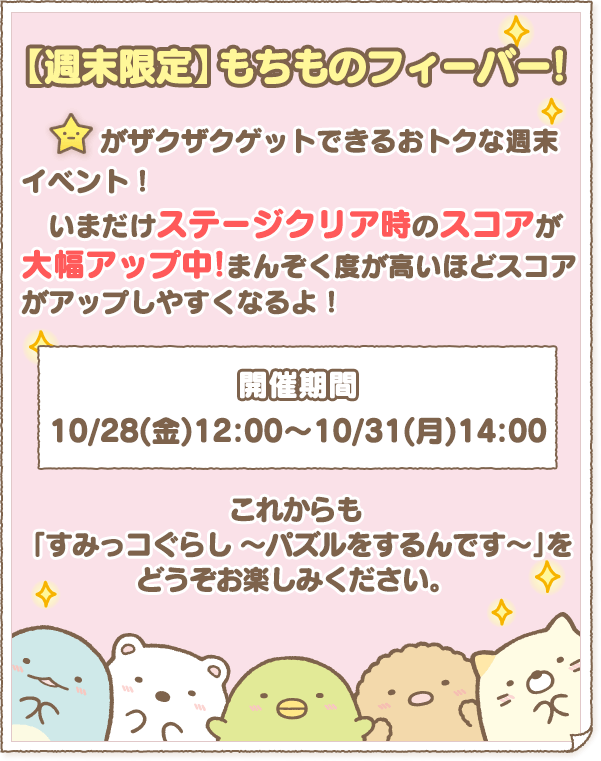 【週末限定】もちものフィーバー!
がザクザクゲットできるおトクな週末
イベント！
いまだけステージクリア時のスコアが
大幅アップ中!まんぞく度が高いほどスコア
がアップしやすくなるよ！
開催期間
10/28(金)12:00～10/31(月)14:00
これからも
「すみっコぐらし ～パズルをするんです～」を
どうぞお楽しみください。